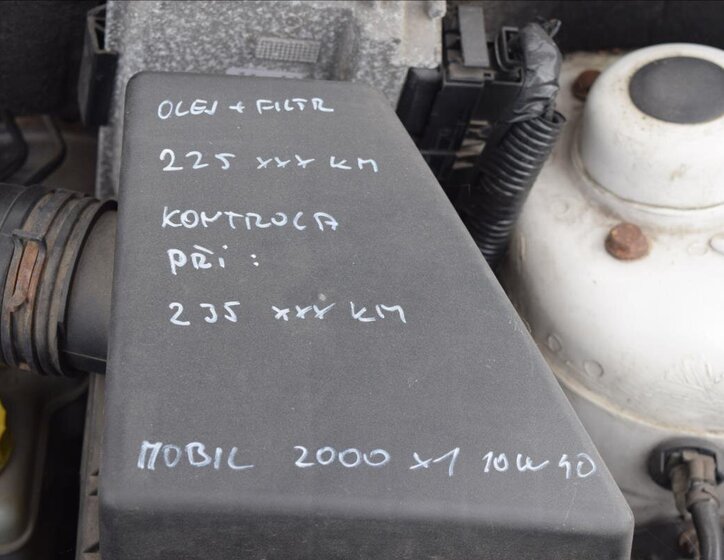 OLEJ + FILTR
225 xxx KM
KONTROLA
PŘI :
235 xxx KM
MOBIL 2000 x1 10W40